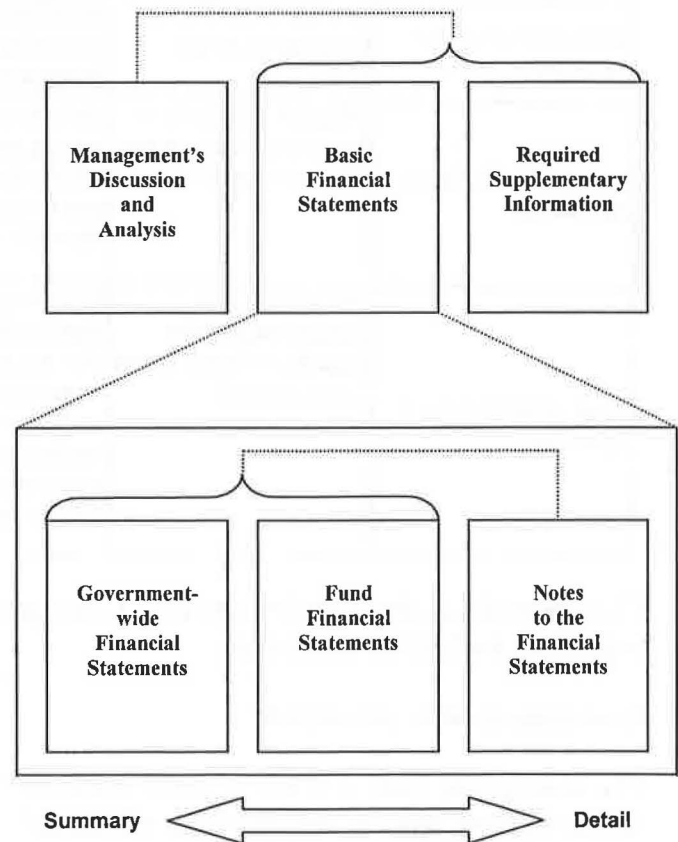 Management's
Discussion
and
Analysis
Basic
Financial
Statements
Required
Supplementary
Information
Government-
wide
Financial
Statements
Fund
Financial
Statements
Notes
to the
Financial
Statements
Summary
Detail